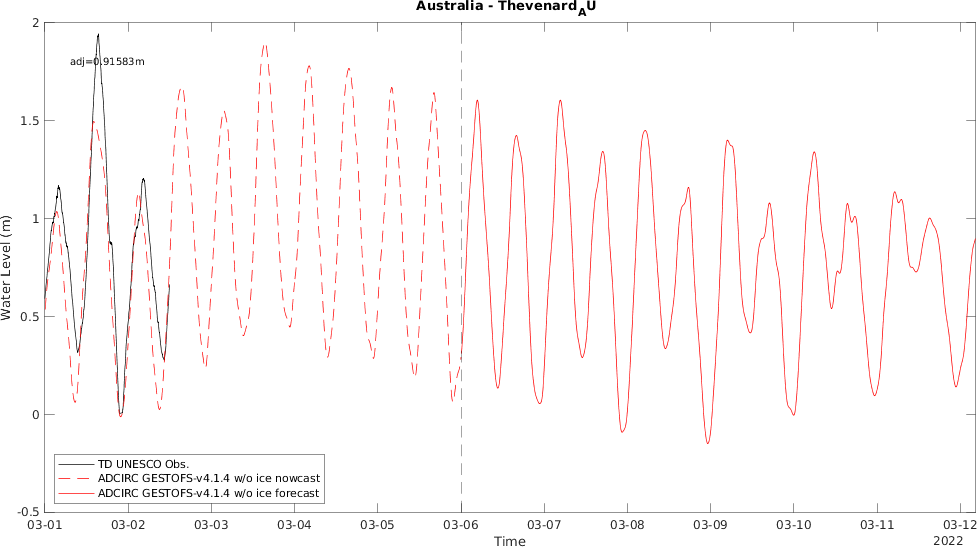 Australia - Thevenard_AU
adj=0.91583m
Water Level (m)
2
1.5
1
0.5
0
-0.5
TD UNESCO Obs.
ADCIRC GESTOFS-v4.1.4 w/o ice nowcast
ADCIRC GESTOFS-v4.1.4 w/o ice forecast
03-01 03-02 03-03 03-04 03-05 03-06 03-07 03-08 03-09 03-10 03-11 03-12
Time
2022